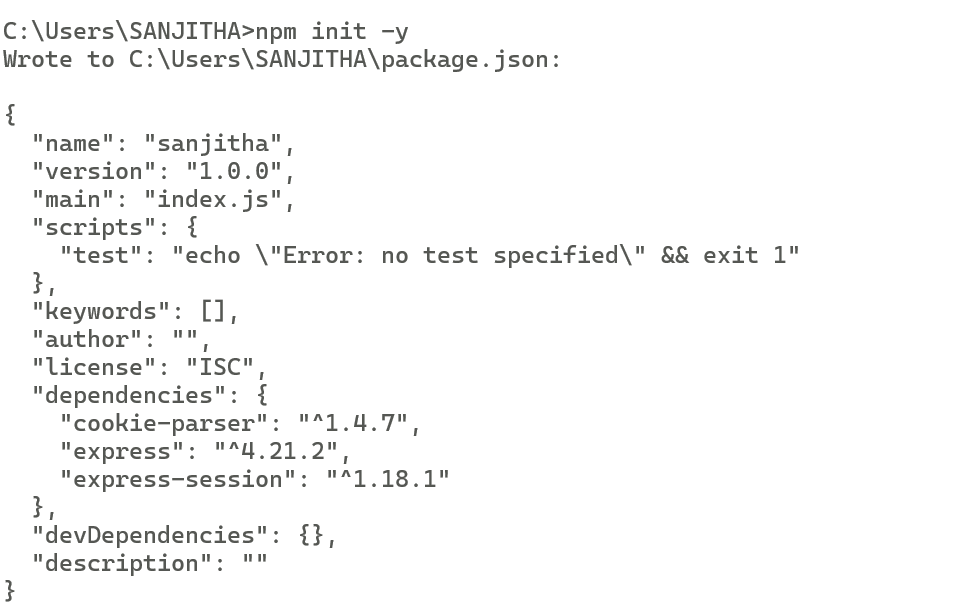 C:\Users\SANJITHA>npm init -y
Wrote to C:\Users\SANJITHA\package.json:

{
  "name": "sanjitha",
  "version": "1.0.0",
  "main": "index.js",
  "scripts": {
    "test": "echo \"Error: no test specified\" && exit 1"
  },
  "keywords": [],
  "author": "",
  "license": "ISC",
  "dependencies": {
    "cookie-parser": "^1.4.7",
    "express": "^4.21.2",
    "express-session": "^1.18.1"
  },
  "devDependencies": {},
  "description": ""
}